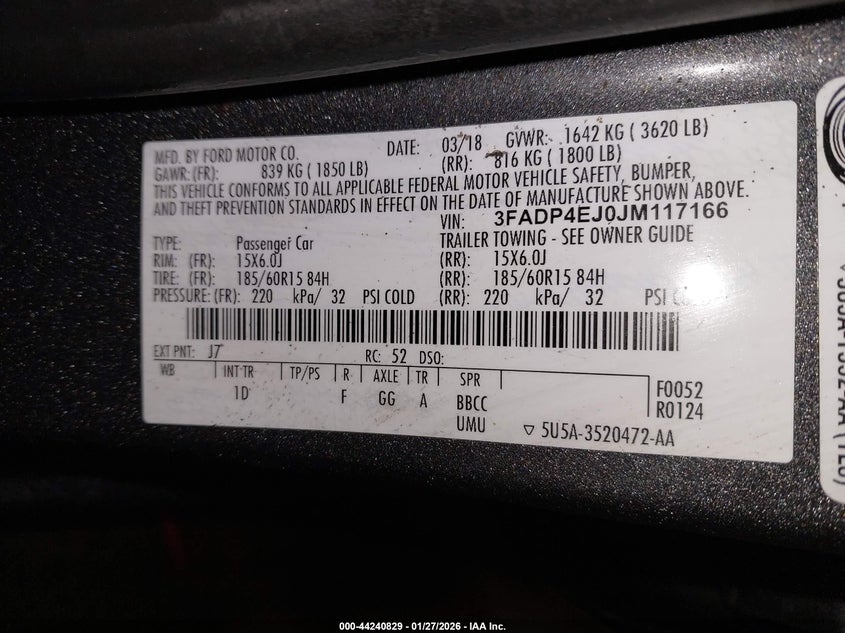 MFD. BY FORD MOTOR CO. DATE: 03/18 GVWR: 1642 KG ( 3620 LB)
GAWR: (FR): 839 KG ( 1850 LB) (RR): 816 KG ( 1800 LB)
THIS VEHICLE CONFORMS TO ALL APPLICABLE FEDERAL MOTOR VEHICLE SAFETY, BUMPER,
AND THEFT PREVENTION STANDARDS IN EFFECT ON THE DATE OF MANUFACTURE SHOWN ABOVE.
VIN: 3FADP4EJ0JM117166
TYPE: Passenger Car TRAILER TOWING - SEE OWNER GUIDE
RIM: (FR): 15X6.0J (RR): 15X6.0J
TIRE: (FR): 185/60R15 84H (RR): 185/60R15 84H
PRESSURE: (FR): 220 kPa/ 32 PSI COLD (RR): 220 kPa/ 32 PSI
EXT PNT: J7 RC: 52 DSO:
WB INT TR TP/PS R AXLE TR SPR
1D F GG A BBCC
UMU
F0052
R0124
5U5A-3520472-AA
000-44240829 - 01/27/2026 - IAA Inc.